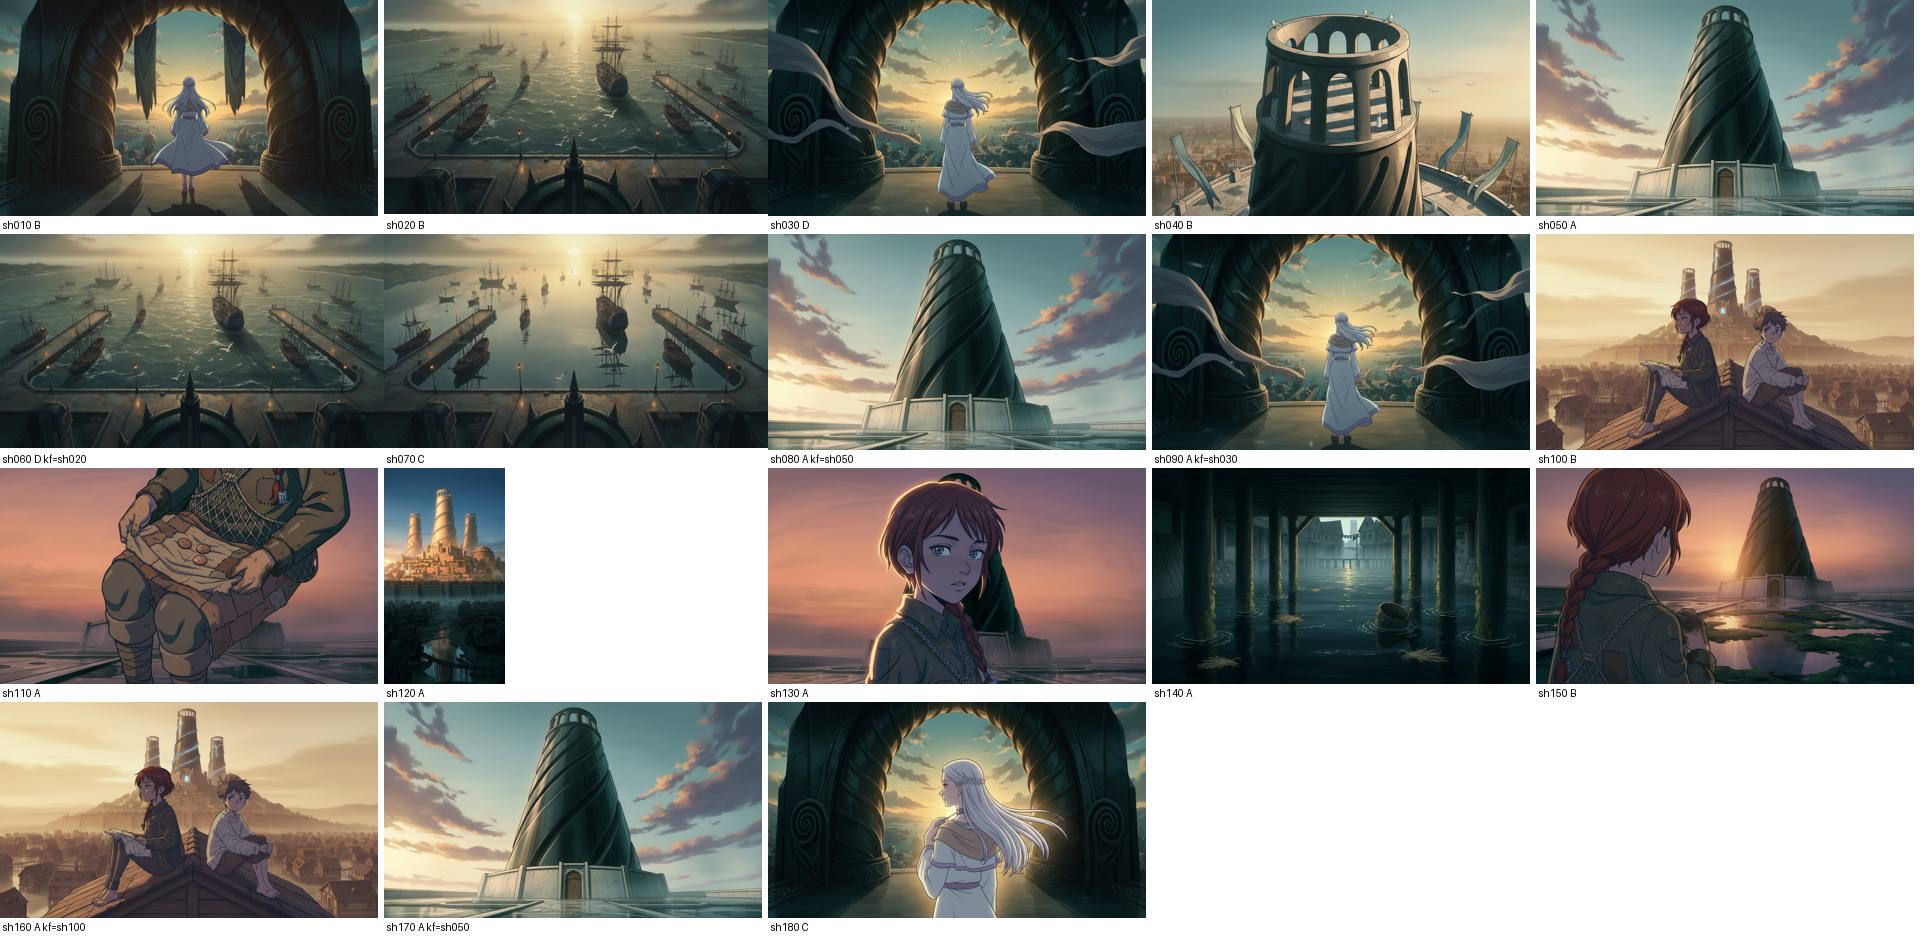 sh010 B
sh020 B
sh030 D
sh040 B
sh050 A
sh060 D kf=sh020
sh070 C
sh080 A kf=sh050
sh090 A kf=sh030
sh100 B
sh110 A
sh120 A
sh130 A
sh140 A
sh150 B
sh160 A kf=sh100
sh170 A kf=sh050
sh180 C